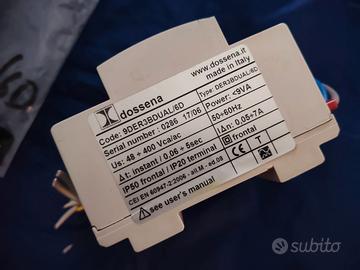 dossena
www.dossena.it
made in Italy
Code: 9DER3BDUAL/6D
Type: DER3BDUAL/6D
Serial number: 0286 17/06
Power: <9VA
Us: 48 ÷ 400 Vca/ac
50÷60Hz
Δt: instant / 0.06 ÷ 5sec
IΔn: 0.05÷7A
IP50 frontal / IP20 terminal
frontal
CEI EN 60947-2:2006 - all.M - ed.09
see user's manual
subito